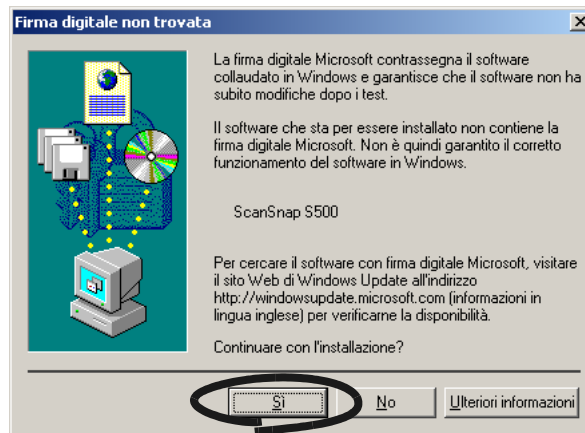 Firma digitale non trovata
La firma digitale Microsoft contrassegna il software
collaudato in Windows e garantisce che il software non ha
subito modifiche dopo i test.
Il software che sta per essere installato non contiene la
firma digitale Microsoft. Non è quindi garantito il corretto
funzionamento del software in Windows.
ScanSnap S500
Per cercare il software con firma digitale Microsoft, visitare
il sito Web di Windows Update all'indirizzo
http://windowsupdate.microsoft.com (informazioni in
lingua inglese) per verificarne la disponibilità.
Continuare con l'installazione?
Sì No Ulteriori informazioni